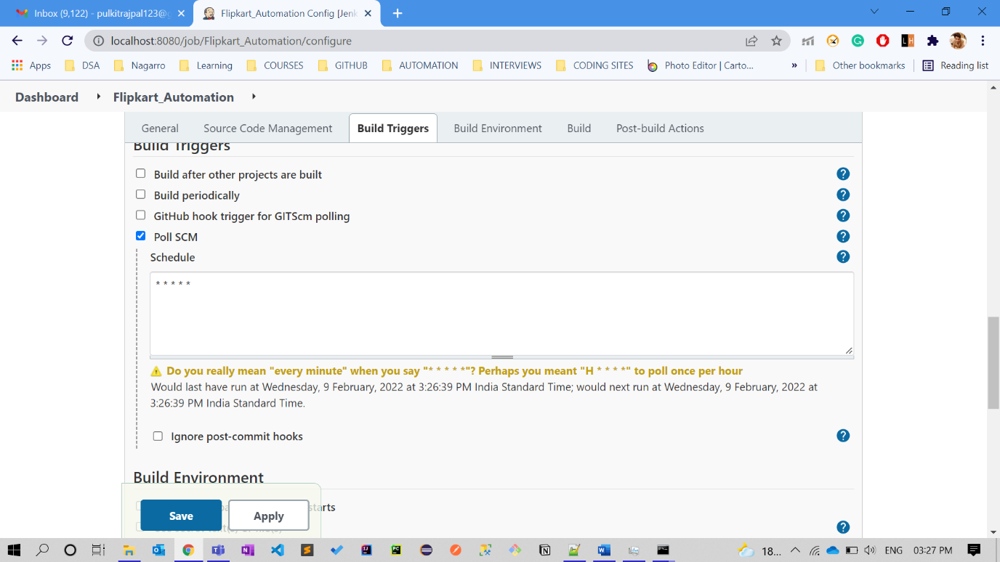 Inbox (9,122) - pulkitrajpal123@g
Flipkart_Automation Config [Jenk
localhost:8080/job/Flipkart_Automation/configure
Apps
DSA
Nagarro
Learning
COURSES
GITHUB
AUTOMATION
INTERVIEWS
CODING SITES
Photo Editor | Carto...
»
Other bookmarks
Reading list
Dashboard
Flipkart_Automation
General
Source Code Management
Build Triggers
Build Environment
Build
Post-build Actions
Build Triggers
Build after other projects are built
Build periodically
GitHub hook trigger for GITScm polling
Poll SCM
Schedule
* * * * *
Do you really mean "every minute" when you say "* * * * *"? Perhaps you meant "H * * * *" to poll once per hour
Would last have run at Wednesday, 9 February, 2022 at 3:26:39 PM India Standard Time; would next run at Wednesday, 9 February, 2022 at
3:26:39 PM India Standard Time.
Ignore post-commit hooks
Build Environment
starts
Save
Apply
18...
ENG
03:27 PM